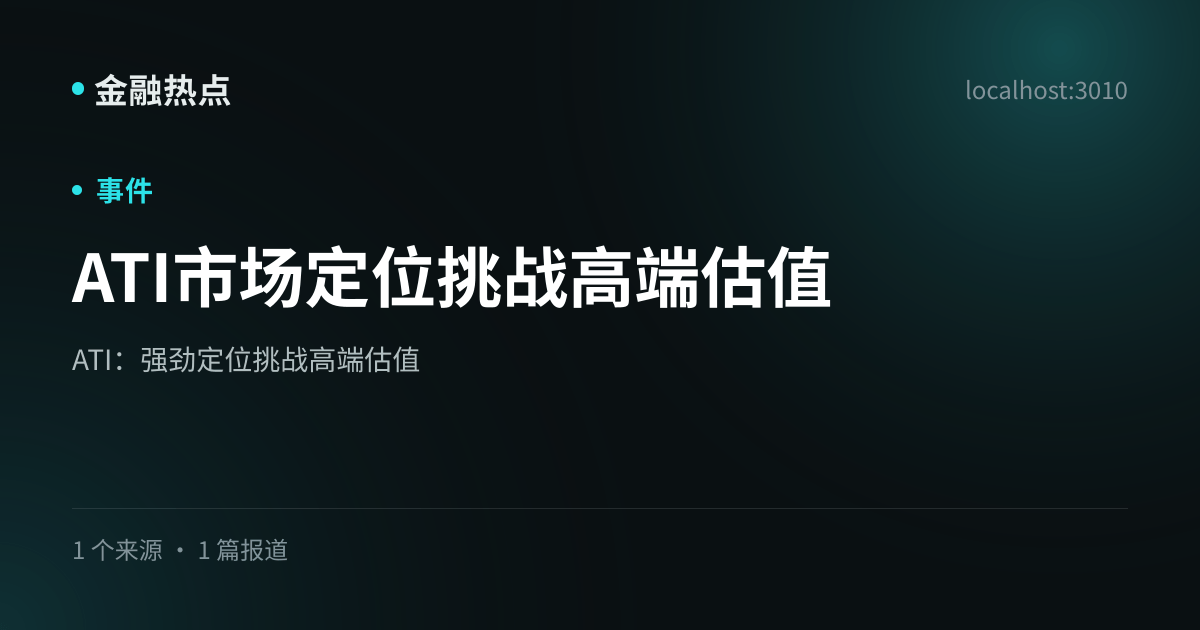 金融热点
localhost:3010
事件
ATI市场定位挑战高端估值
ATI：强劲定位挑战高端估值
1 个来源 · 1 篇报道